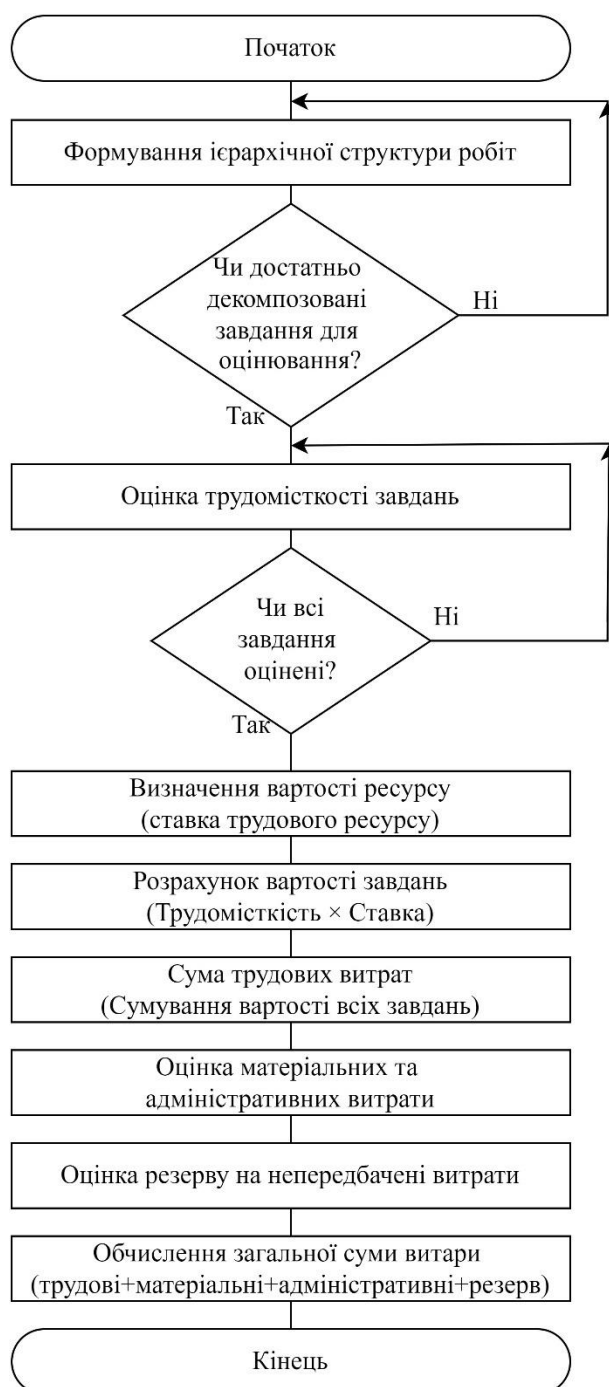 Початок
Формування ієрархічної структури робіт
Чи достатньо
декомпозовані
завдання для
оцінювання?
Ні
Так
Оцінка трудомісткості завдань
Чи всі
завдання
оцінені?
Ні
Так
Визначення вартості ресурсу
(ставка трудового ресурсу)
Розрахунок вартості завдань
(Трудомісткість × Ставка)
Сума трудових витрат
(Сумування вартості всіх завдань)
Оцінка матеріальних та
адміністративних витрати
Оцінка резерву на непередбачені витрати
Обчислення загальної суми витари
(трудові+матеріальні+адміністративні+резерв)
Кінець